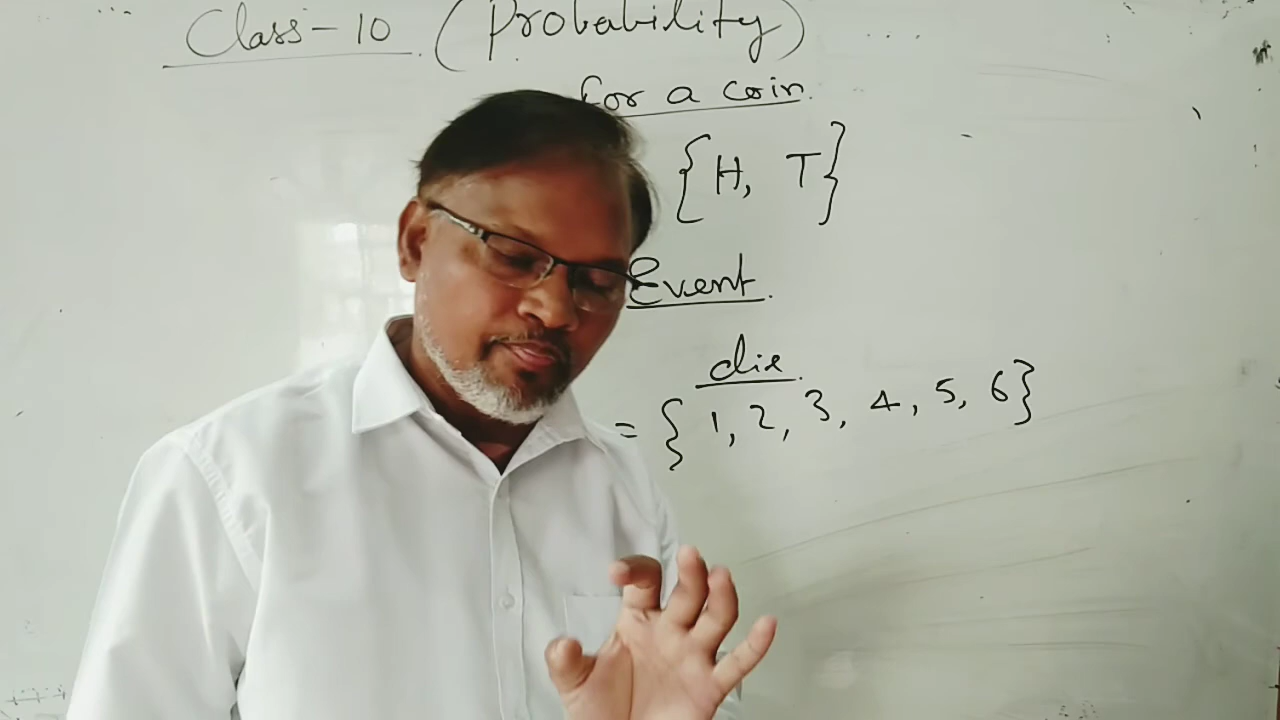 Class-10 (Probability)
For a coin.
{H, T}
Event.
die.
= {1, 2, 3, 4, 5, 6}